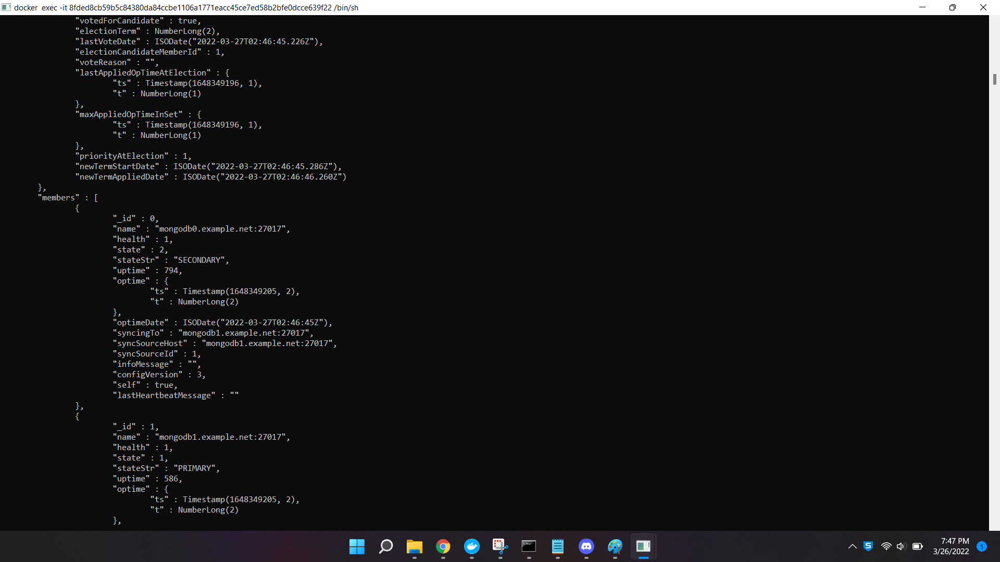 docker  exec -it 8fded8cb59b5c84380da84ccbe1106a1771eacc45ce7ed58b2bfe0dcce639f22 /bin/sh
"votedForCandidate" : true,
"electionTerm" : NumberLong(2),
"lastVoteDate" : ISODate("2022-03-27T02:46:45.226Z"),
"electionCandidateMemberId" : 1,
"voteReason" : "",
"lastAppliedOpTimeAtElection" : {
"ts" : Timestamp(1648349196, 1),
"t" : NumberLong(1)
},
"maxAppliedOpTimeInSet" : {
"ts" : Timestamp(1648349196, 1),
"t" : NumberLong(1)
},
"priorityAtElection" : 1,
"newTermStartDate" : ISODate("2022-03-27T02:46:45.286Z"),
"newTermAppliedDate" : ISODate("2022-03-27T02:46:46.260Z")
},
"members" : [
{
"_id" : 0,
"name" : "mongodb0.example.net:27017",
"health" : 1,
"state" : 2,
"stateStr" : "SECONDARY",
"uptime" : 794,
"optime" : {
"ts" : Timestamp(1648349205, 2),
"t" : NumberLong(2)
},
"optimeDate" : ISODate("2022-03-27T02:46:45Z"),
"syncingTo" : "mongodb1.example.net:27017",
"syncSourceHost" : "mongodb1.example.net:27017",
"syncSourceId" : 1,
"infoMessage" : "",
"configVersion" : 3,
"self" : true,
"lastHeartbeatMessage" : ""
},
{
"_id" : 1,
"name" : "mongodb1.example.net:27017",
"health" : 1,
"state" : 1,
"stateStr" : "PRIMARY",
"uptime" : 586,
"optime" : {
"ts" : Timestamp(1648349205, 2),
"t" : NumberLong(2)
},
S
7:47 PM
3/26/2022
1